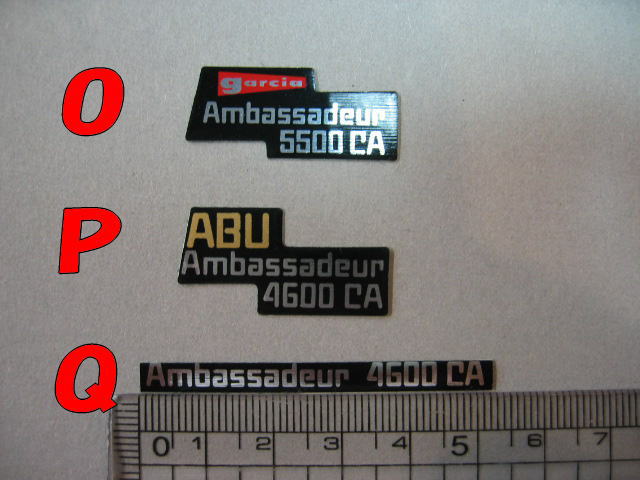 O
garcia
Ambassadeur
5500 CA
P
ABU
Ambassadeur
4600 CA
Q
Ambassadeur 4600 CA
0 1 2 3 4 5 6 7